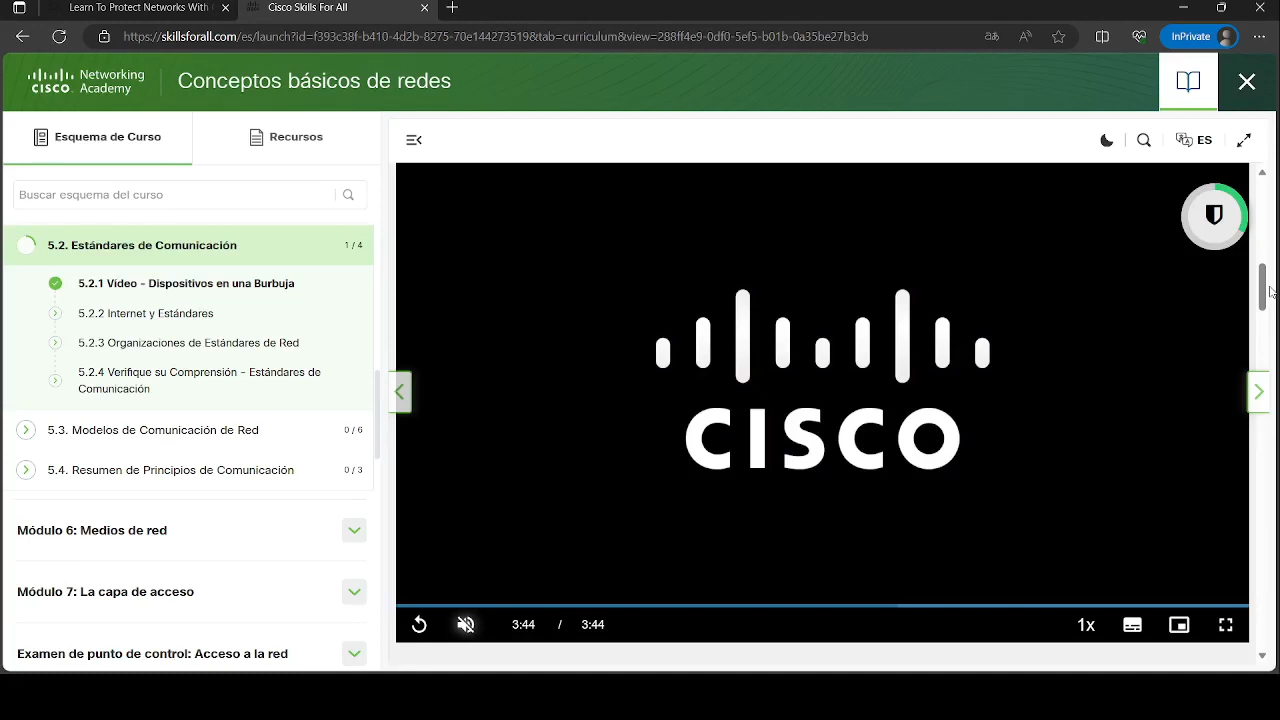 Learn To Protect Networks With
Cisco Skills For All
https://skillsforall.com/es/launch?id=f393c38f-b410-4d2b-8275-70e144273519&tab=curriculum&view=288ff4e9-0df0-5ef5-b01b-0a35be27b3cb
InPrivate
CISCO
Networking
Academy
Conceptos básicos de redes
Esquema de Curso
Recursos
ES
Buscar esquema del curso
5.2. Estándares de Comunicación
1 / 4
5.2.1 Vídeo - Dispositivos en una Burbuja
5.2.2 Internet y Estándares
5.2.3 Organizaciones de Estándares de Red
5.2.4 Verifique su Comprensión - Estándares de
Comunicación
5.3. Modelos de Comunicación de Red
0 / 6
5.4. Resumen de Principios de Comunicación
0 / 3
Módulo 6: Medios de red
Módulo 7: La capa de acceso
Examen de punto de control: Acceso a la red
CISCO
3:44 / 3:44
1x